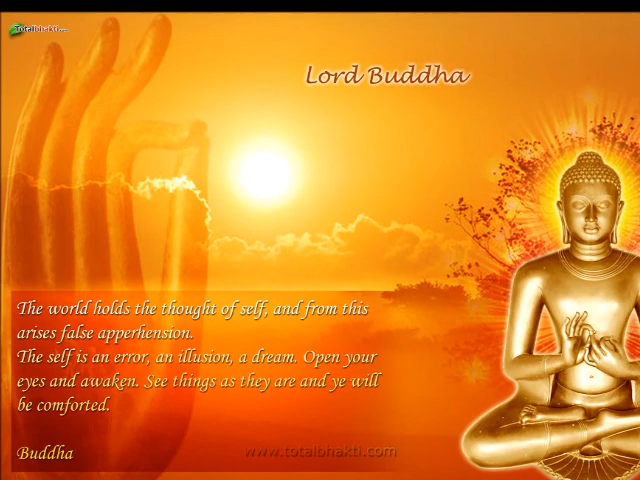 Totalbhakti.com
Lord Buddha
The world holds the thought of self, and from this
arises false apperhension.
The self is an error, an illusion, a dream. Open your
eyes and awaken. See things as they are and ye will
be comforted.
Buddha
www.totalbhakti.com